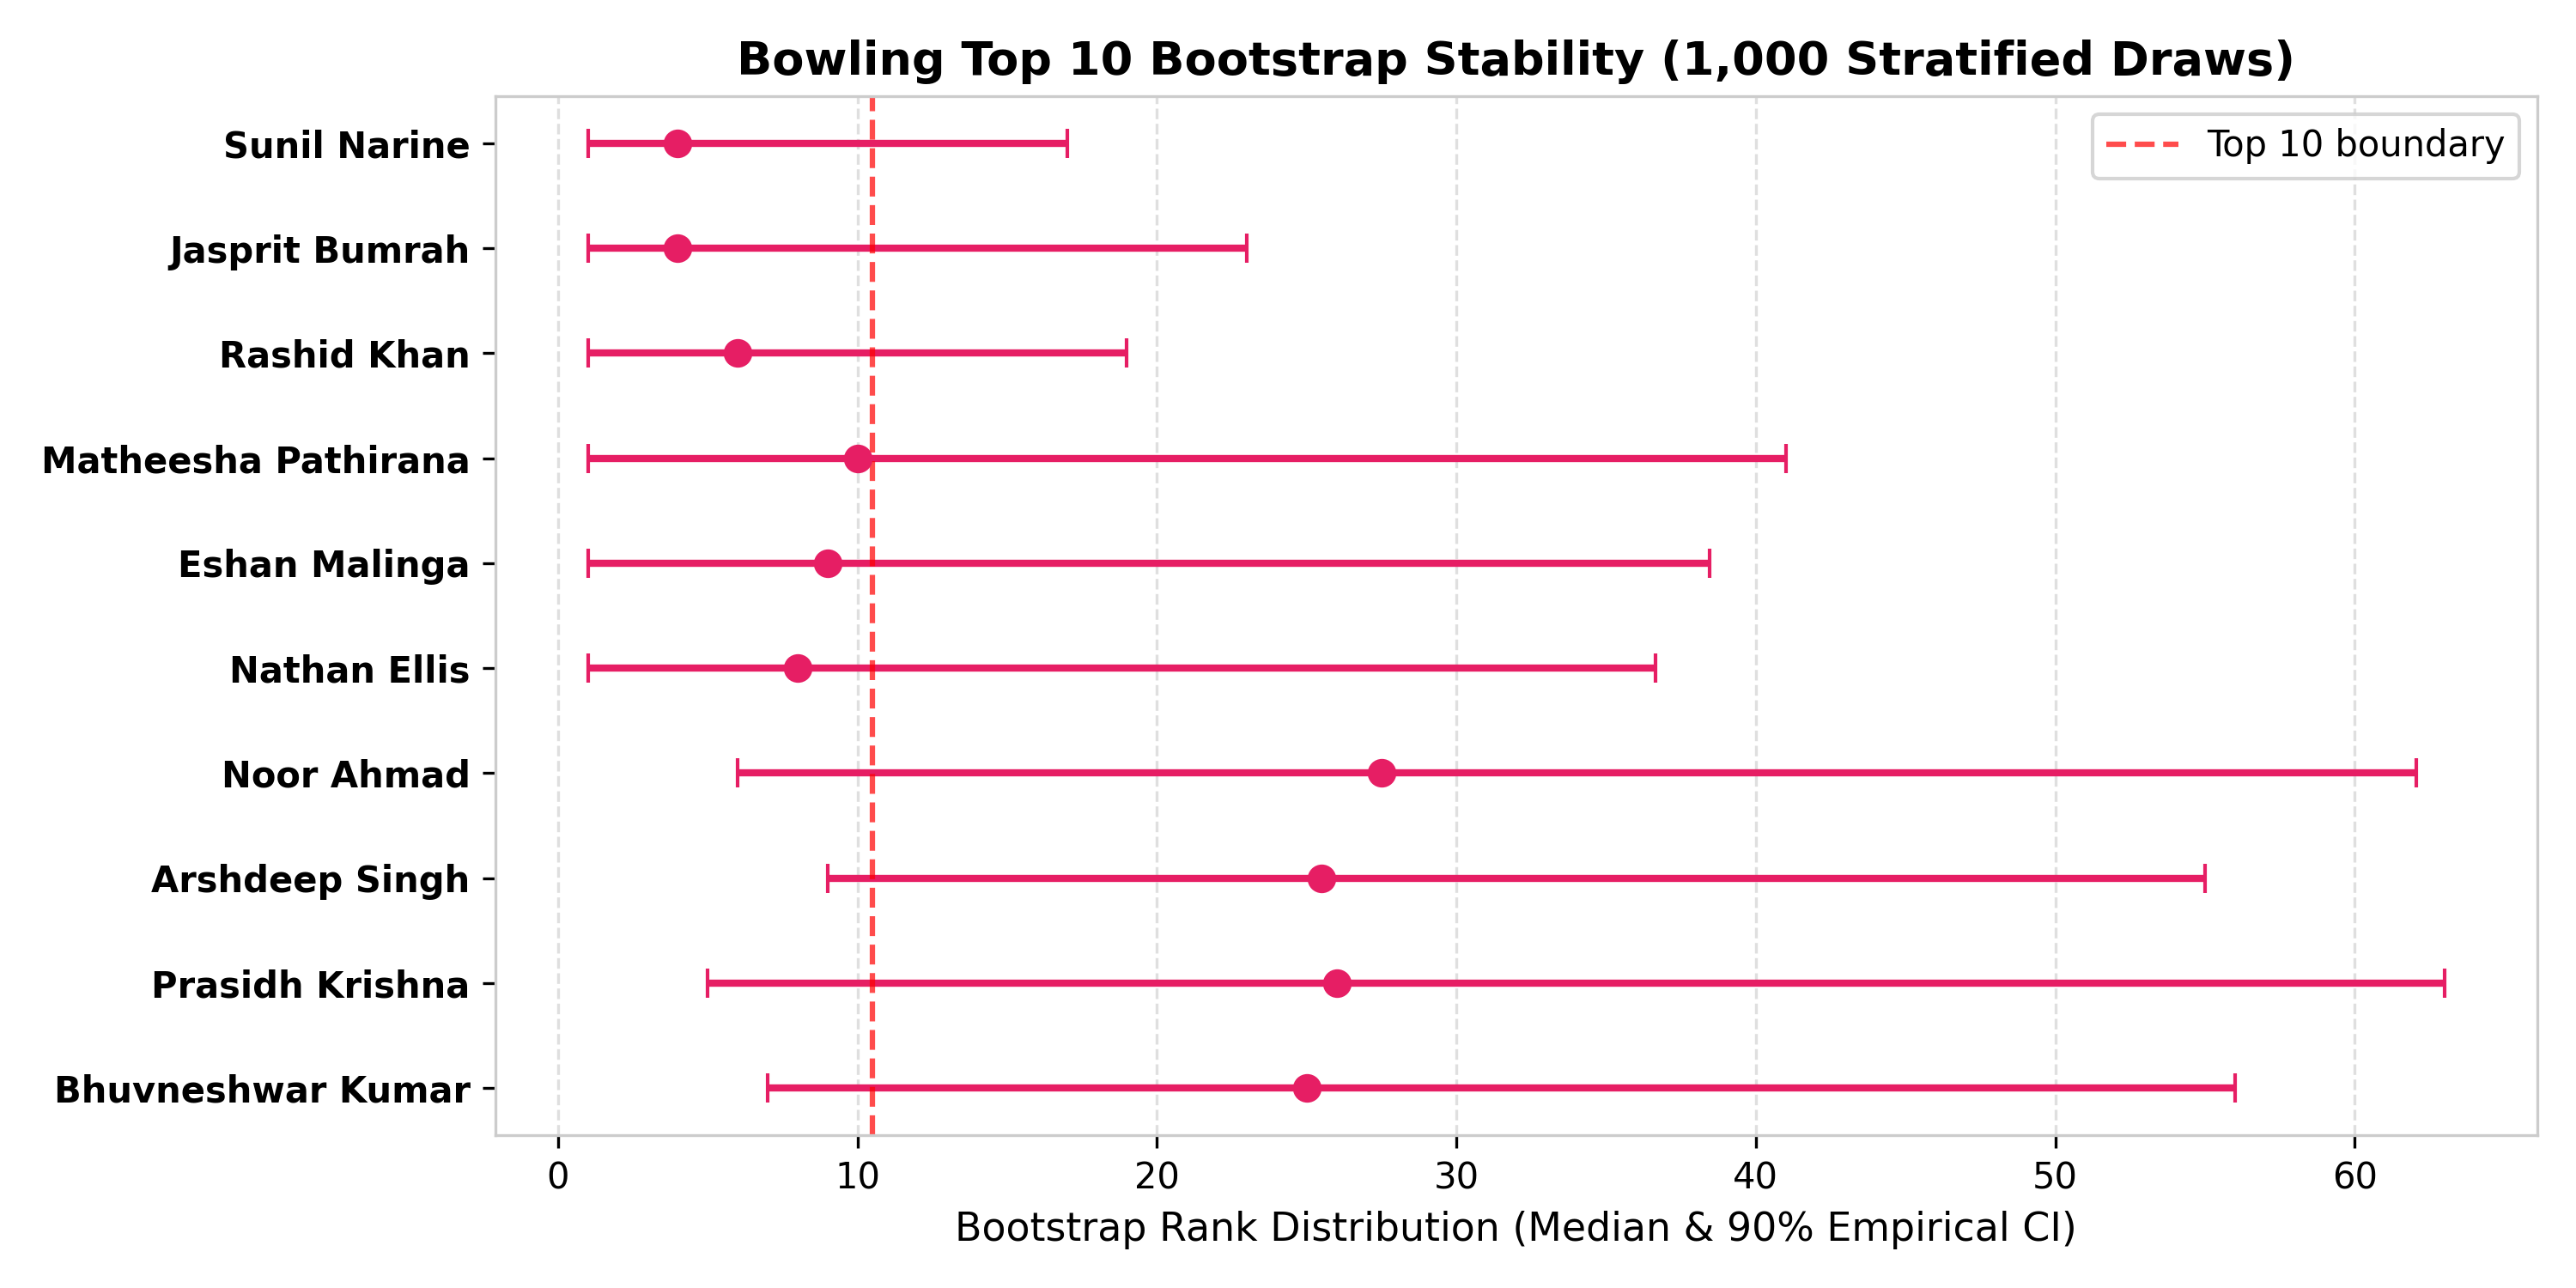 Bowling Top 10 Bootstrap Stability (1,000 Stratified Draws)
Top 10 boundary
Sunil Narine
Jasprit Bumrah
Rashid Khan
Matheesha Pathirana
Eshan Malinga
Nathan Ellis
Noor Ahmad
Arshdeep Singh
Prasidh Krishna
Bhuvneshwar Kumar
0 10 20 30 40 50 60
Bootstrap Rank Distribution (Median & 90% Empirical CI)